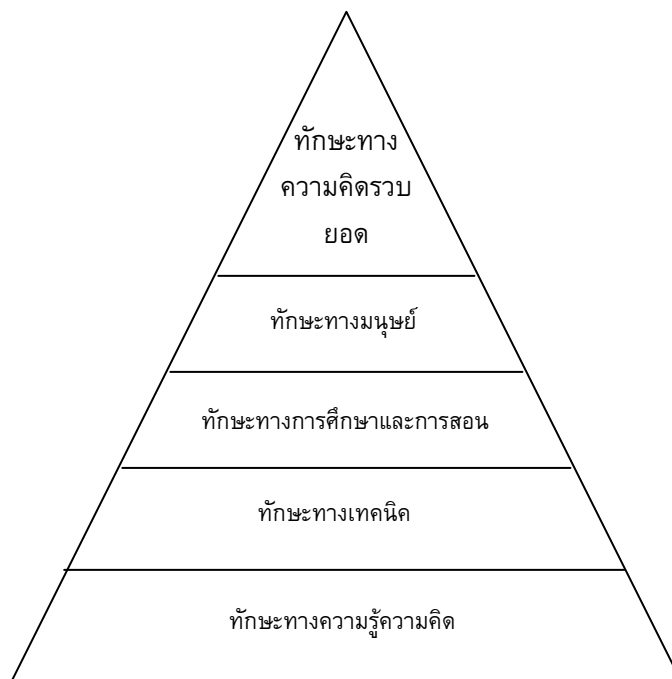 ทักษะทาง
ความคิดรวบ
ยอด
ทักษะทางมนุษย์
ทักษะทางการศึกษาและการสอน
ทักษะทางเทคนิค
ทักษะทางความรู้ความคิด